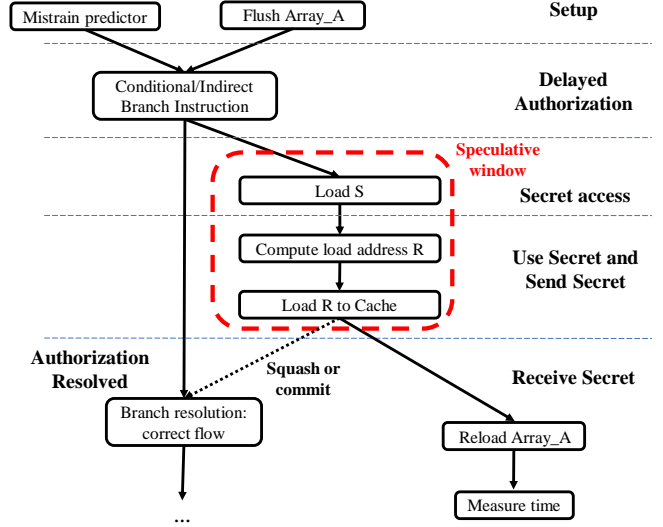 Mistrain predictor
Flush Array_A
Setup
Conditional/Indirect
Branch Instruction
Delayed
Authorization
Speculative
window
Load S
Secret access
Compute load address R
Use Secret and
Send Secret
Load R to Cache
Authorization
Resolved
Squash or
commit
Receive Secret
Branch resolution:
correct flow
Reload Array_A
Measure time
...